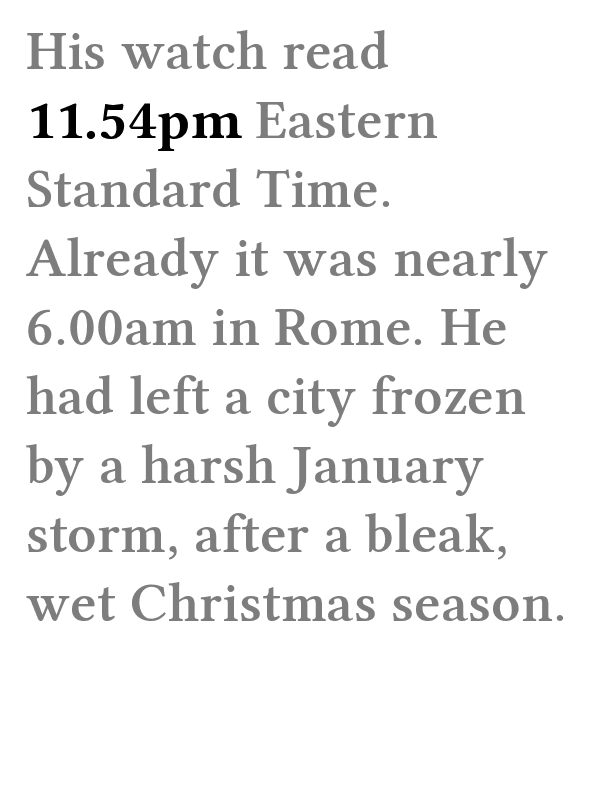 His watch read
11.54pm Eastern
Standard Time.
Already it was nearly
6.00am in Rome. He
had left a city frozen
by a harsh January
storm, after a bleak,
wet Christmas season.